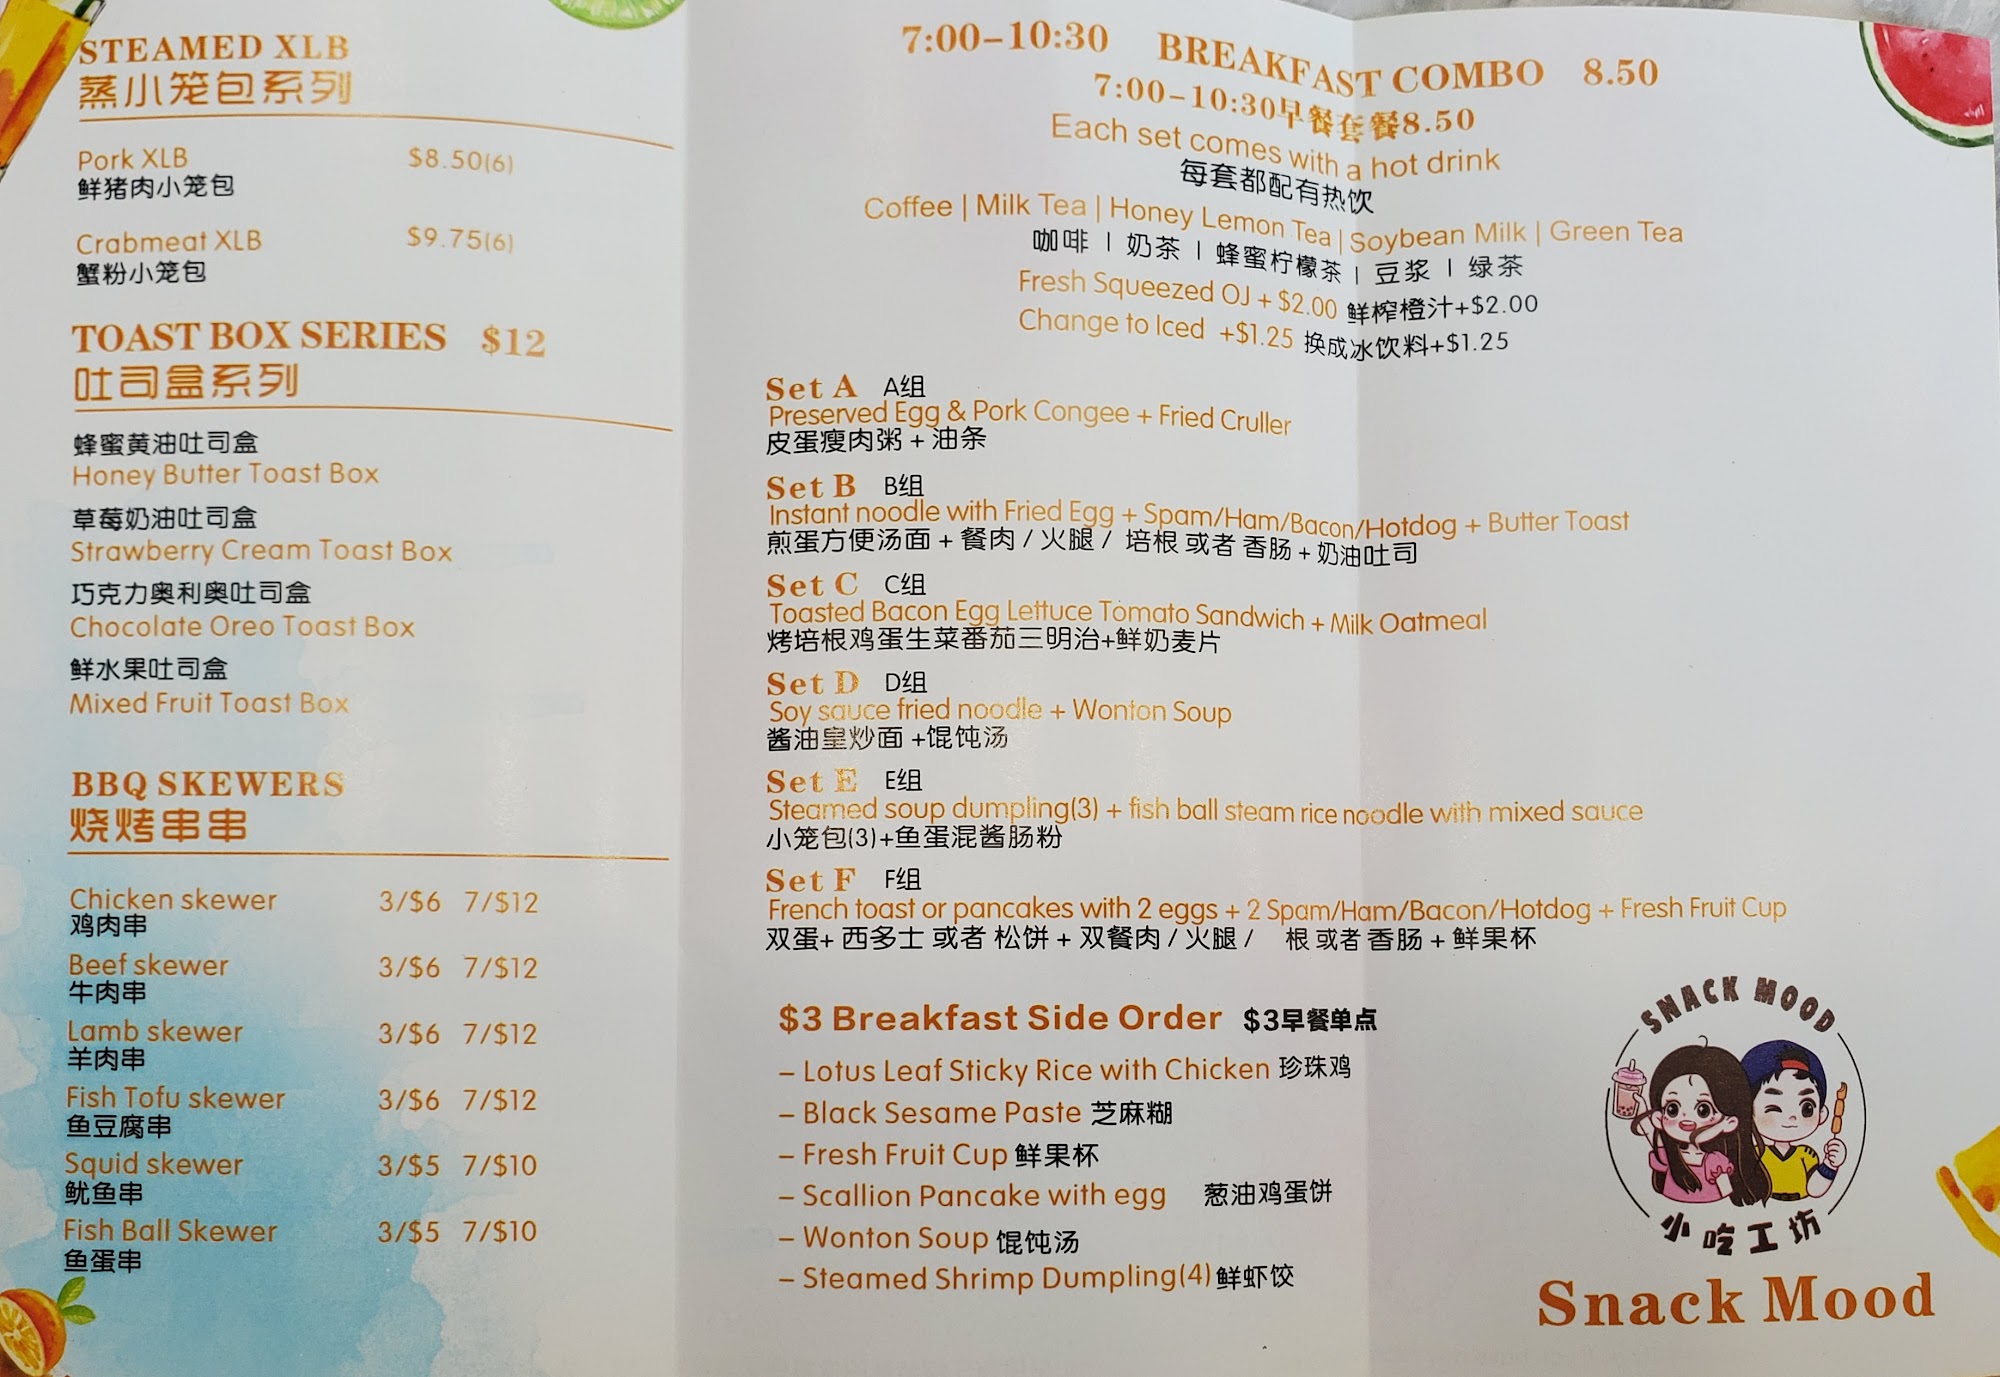 STEAMED XLB
蒸小笼包系列
Pork XLB $8.50(6)
鲜猪肉小笼包
Crabmeat XLB $9.75(6)
蟹粉小笼包
TOAST BOX SERIES $12
吐司盒系列
蜂蜜黄油吐司盒
Honey Butter Toast Box
草莓奶油吐司盒
Strawberry Cream Toast Box
巧克力奥利奥吐司盒
Chocolate Oreo Toast Box
鲜水果吐司盒
Mixed Fruit Toast Box
BBQ SKEWERS
烧烤串串
Chicken skewer 3/$6 7/$12
鸡肉串
Beef skewer 3/$6 7/$12
牛肉串
Lamb skewer 3/$6 7/$12
羊肉串
Fish Tofu skewer 3/$6 7/$12
鱼豆腐串
Squid skewer 3/$5 7/$10
鱿鱼串
Fish Ball Skewer 3/$5 7/$10
鱼蛋串
7:00-10:30 BREAKFAST COMBO 8.50
7:00-10:30早餐套餐8.50
Each set comes with a hot drink
每套都配有热饮
Coffee | Milk Tea | Honey Lemon Tea | Soybean Milk | Green Tea
咖啡 | 奶茶 | 蜂蜜柠檬茶 | 豆浆 | 绿茶
Fresh Squeezed OJ + $2.00 鲜榨橙汁+$2.00
Change to Iced +$1.25 换成冰饮料+$1.25
Set A A组
Preserved Egg & Pork Congee + Fried Cruller
皮蛋瘦肉粥 + 油条
Set B B组
Instant noodle with Fried Egg + Spam/Ham/Bacon/Hotdog + Butter Toast
煎蛋方便汤面 + 餐肉 / 火腿 / 培根 或者 香肠 + 奶油吐司
Set C C组
Toasted Bacon Egg Lettuce Tomato Sandwich + Milk Oatmeal
烤培根鸡蛋生菜番茄三明治+鲜奶麦片
Set D D组
Soy sauce fried noodle + Wonton Soup
酱油皇炒面 +馄饨汤
Set E E组
Steamed soup dumpling(3) + fish ball steam rice noodle with mixed sauce
小笼包(3)+鱼蛋混酱肠粉
Set F F组
French toast or pancakes with 2 eggs + 2 Spam/Ham/Bacon/Hotdog + Fresh Fruit Cup
双蛋+ 西多士 或者 松饼 + 双餐肉 / 火腿 / 根 或者 香肠 + 鲜果杯
$3 Breakfast Side Order $3早餐单点
– Lotus Leaf Sticky Rice with Chicken 珍珠鸡
– Black Sesame Paste 芝麻糊
– Fresh Fruit Cup 鲜果杯
– Scallion Pancake with egg 葱油鸡蛋饼
– Wonton Soup 馄饨汤
– Steamed Shrimp Dumpling(4) 鲜虾饺
SNACK MOOD
小吃工坊
Snack Mood